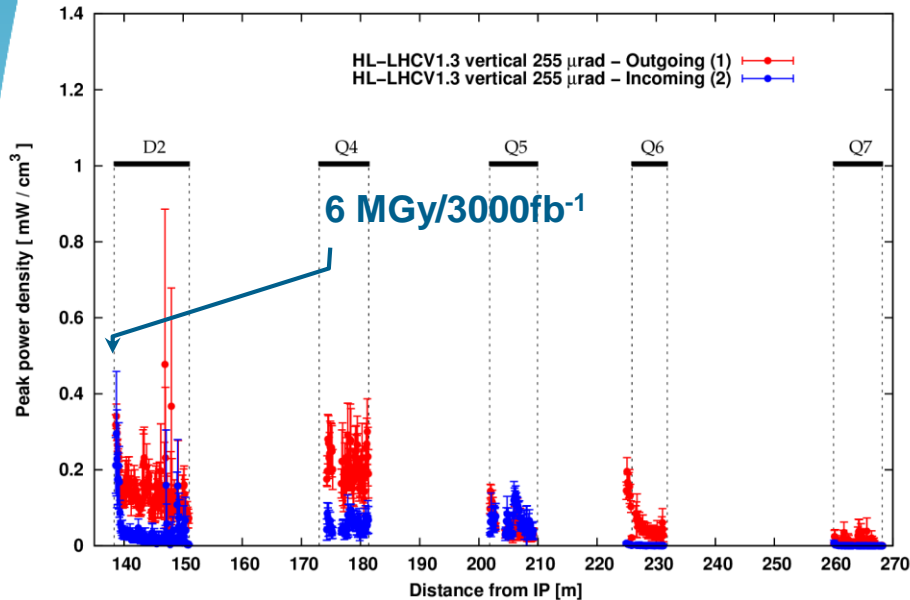 1.4
1.2
1
0.8
0.6
0.4
0.2
0
Peak power density [ mW / cm³ ]
HL−LHCV1.3 vertical 255 μrad − Outgoing (1)
HL−LHCV1.3 vertical 255 μrad − Incoming (2)
D2 Q4 Q5 Q6 Q7
6 MGy/3000fb⁻¹
140 150 160 170 180 190 200 210 220 230 240 250 260 270
Distance from IP [m]